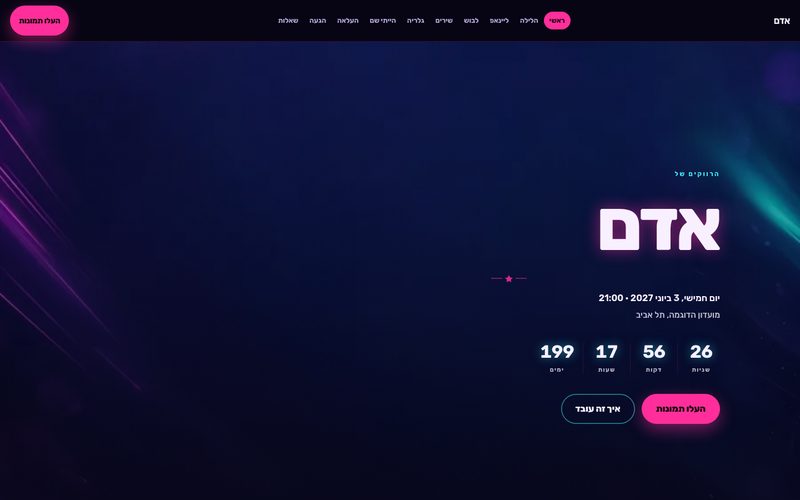 אדם
ראשי הלילה ליינאפ לבוש שירים גלריה הייתי שם העלאה הגעה שאלות
העלו תמונות
הרווקים של
אדם
יום חמישי, 3 ביוני 2027 • 21:00
מועדון הדוגמה, תל אביב
26 56 17 199
שניות דקות שעות ימים
העלו תמונות איך זה עובד